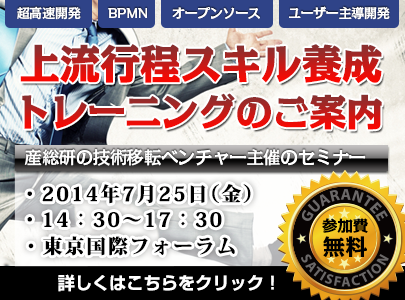 超高速開発
BPMN
オープンソース
ユーザー主導開発
上流行程スキル養成
トレーニングのご案内
産総研の技術移転ベンチャー主催のセミナー
・2014年7月25日(金)
・14：30～17：30
・東京国際フォーラム
GUARANTEE
参加費
無料
SATISFACTION
詳しくはこちらをクリック！